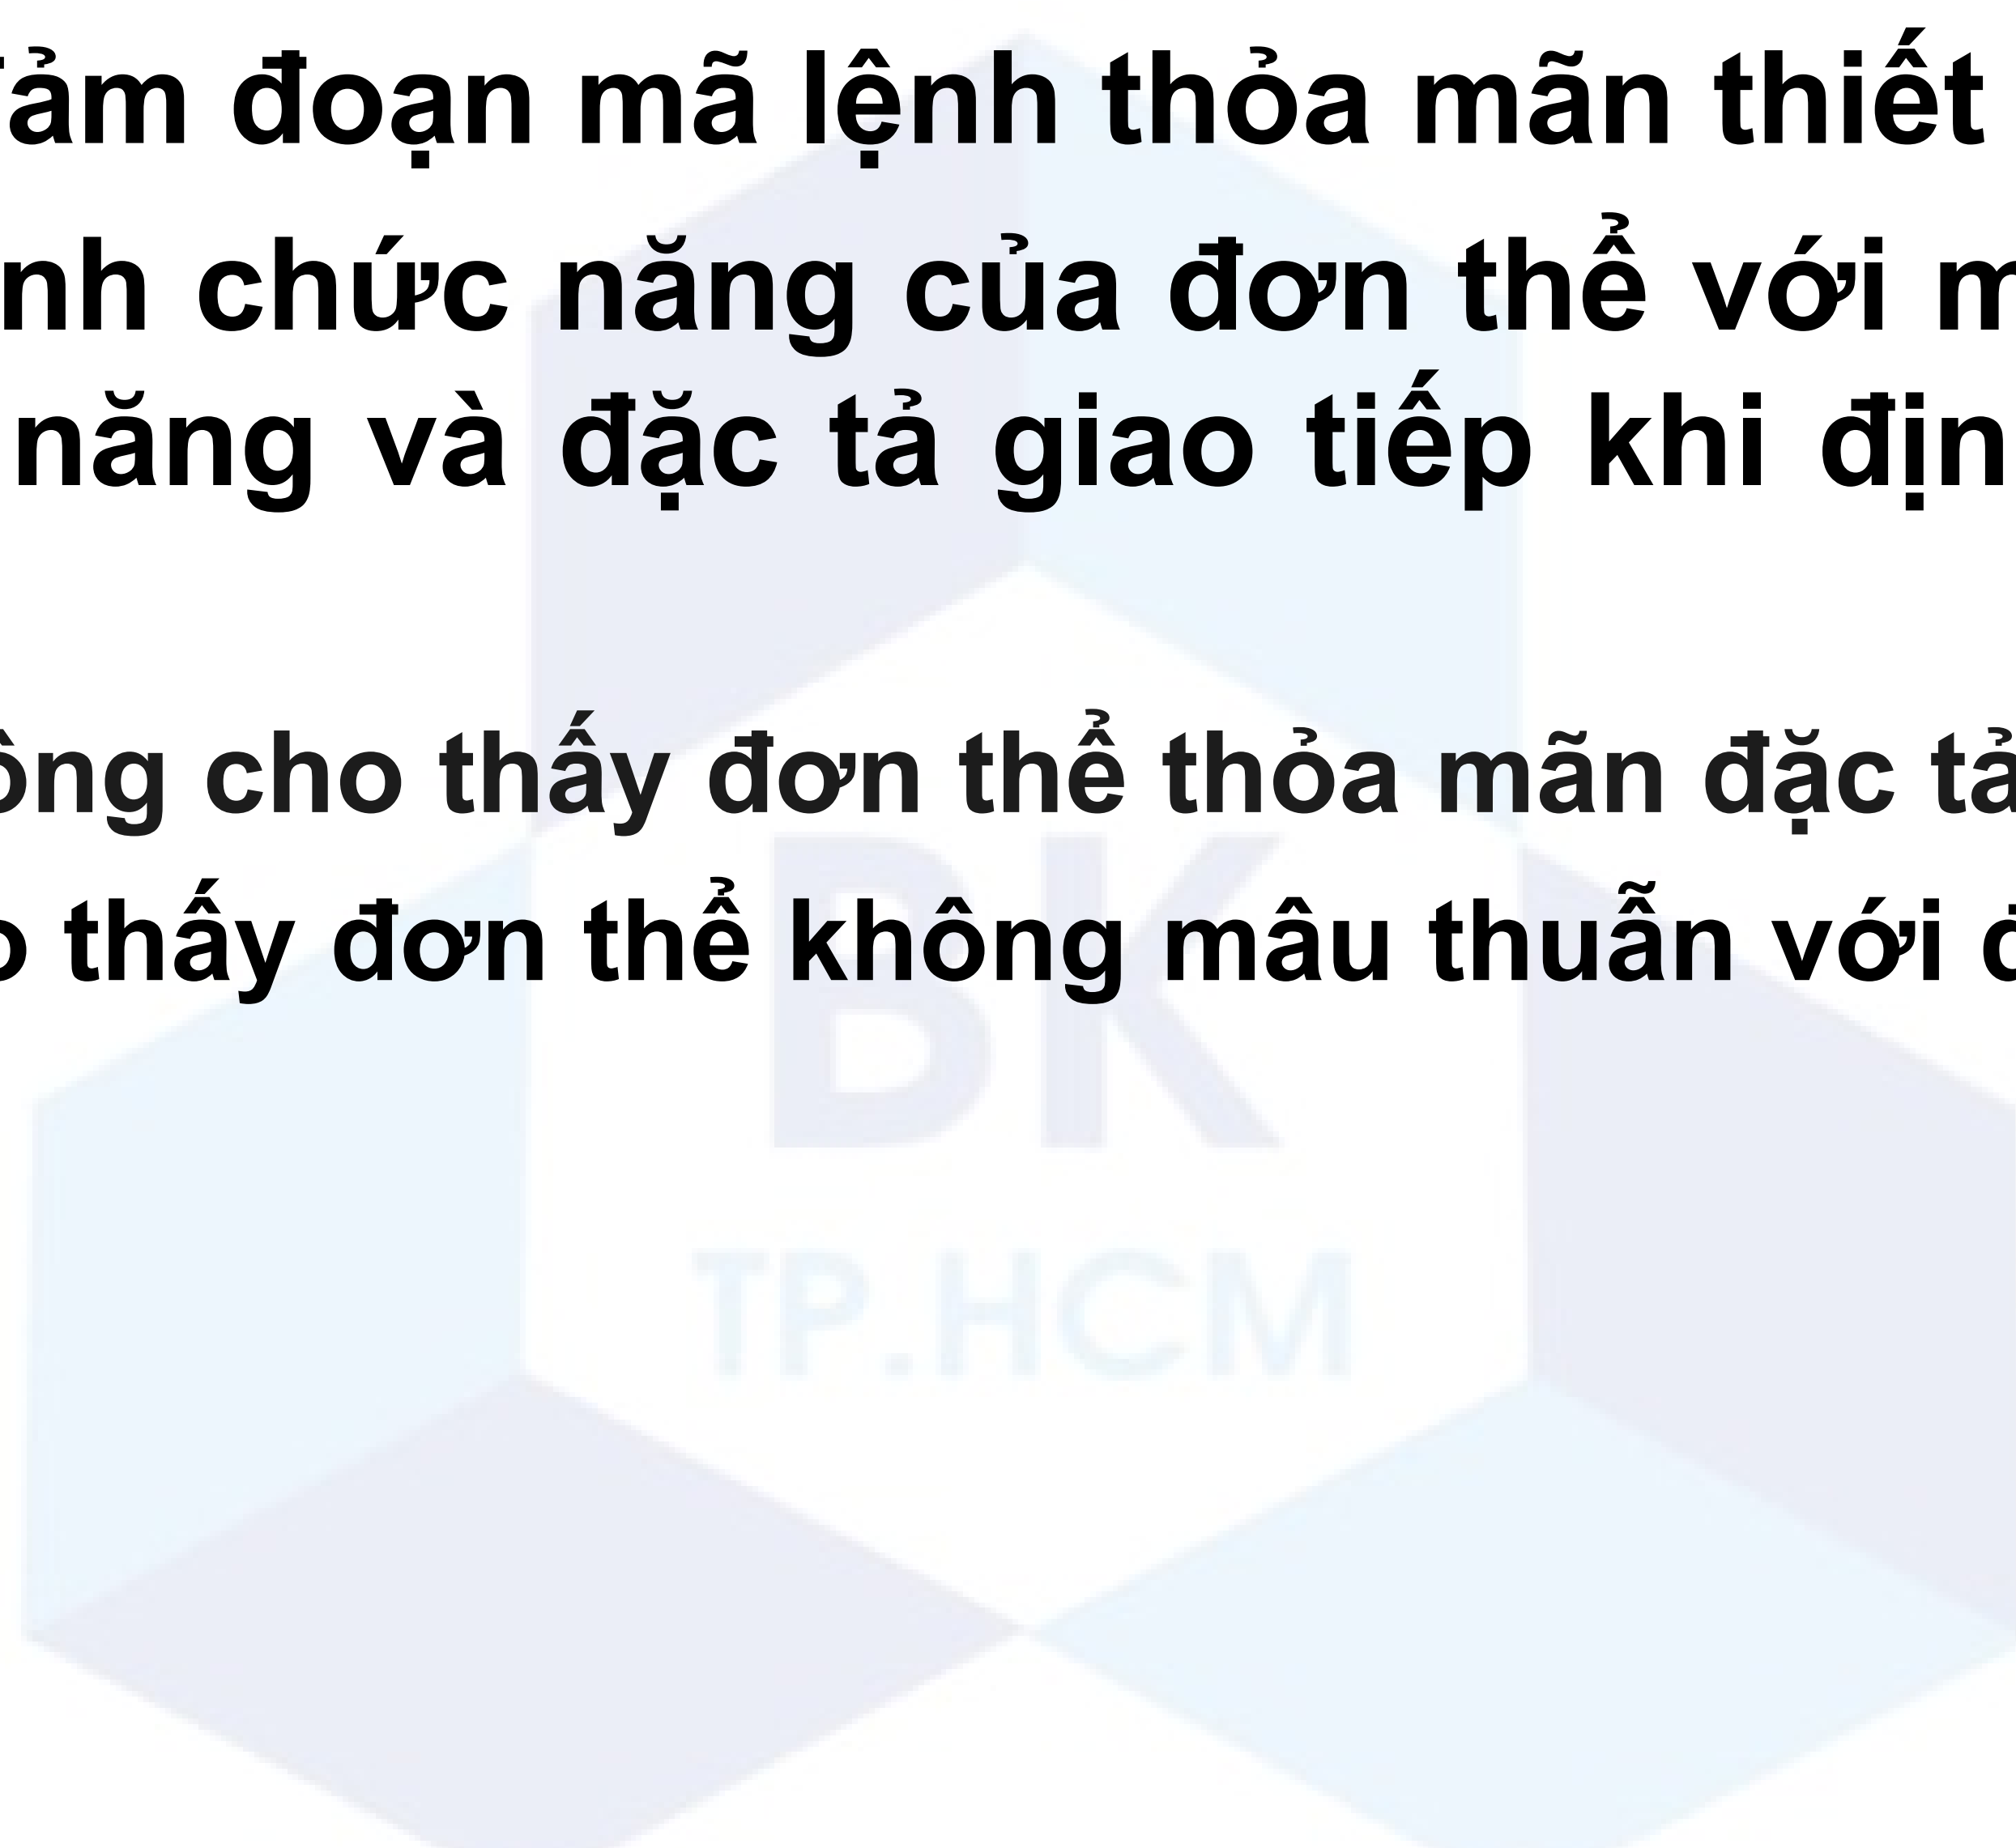 ảm đoạn mã lệnh thỏa mãn thiết
nh chức năng của đơn thể với m
năng và đặc tả giao tiếp khi địn
ông cho thấy đơn thể thỏa mãn đặc tả
o thấy đơn thể không mâu thuẫn với đ
BK
TP.HCM